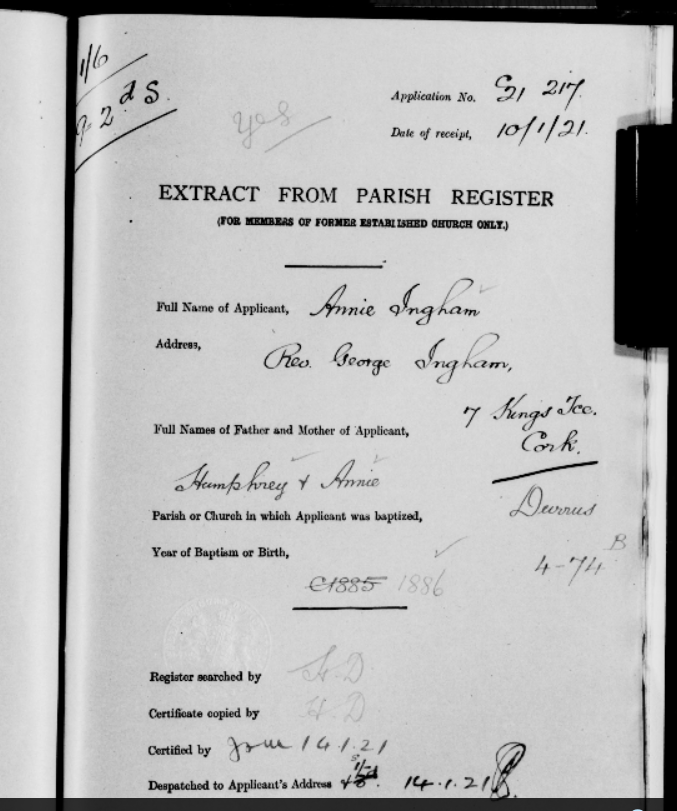 1/6
2d S.
yes
Application No. 217
Date of receipt, 10/1/21.
EXTRACT FROM PARISH REGISTER
(FOR MEMBERS OF FORMER ESTABLISHED CHURCH ONLY.)
Full Name of Applicant, Annie Ingham
Address,
Rev. George Ingham,
7 Kings Tce.
Full Names of Father and Mother of Applicant,
Cork.
Humphrey & Annie
Durrus
Parish or Church in which Applicant was baptized,
Year of Baptism or Birth,
B
4-74
C1885 1886
Register searched by H.D
Certificate copied by H.D
Certified by 14.1.21
Despatched to Applicant's Address 14.1.21